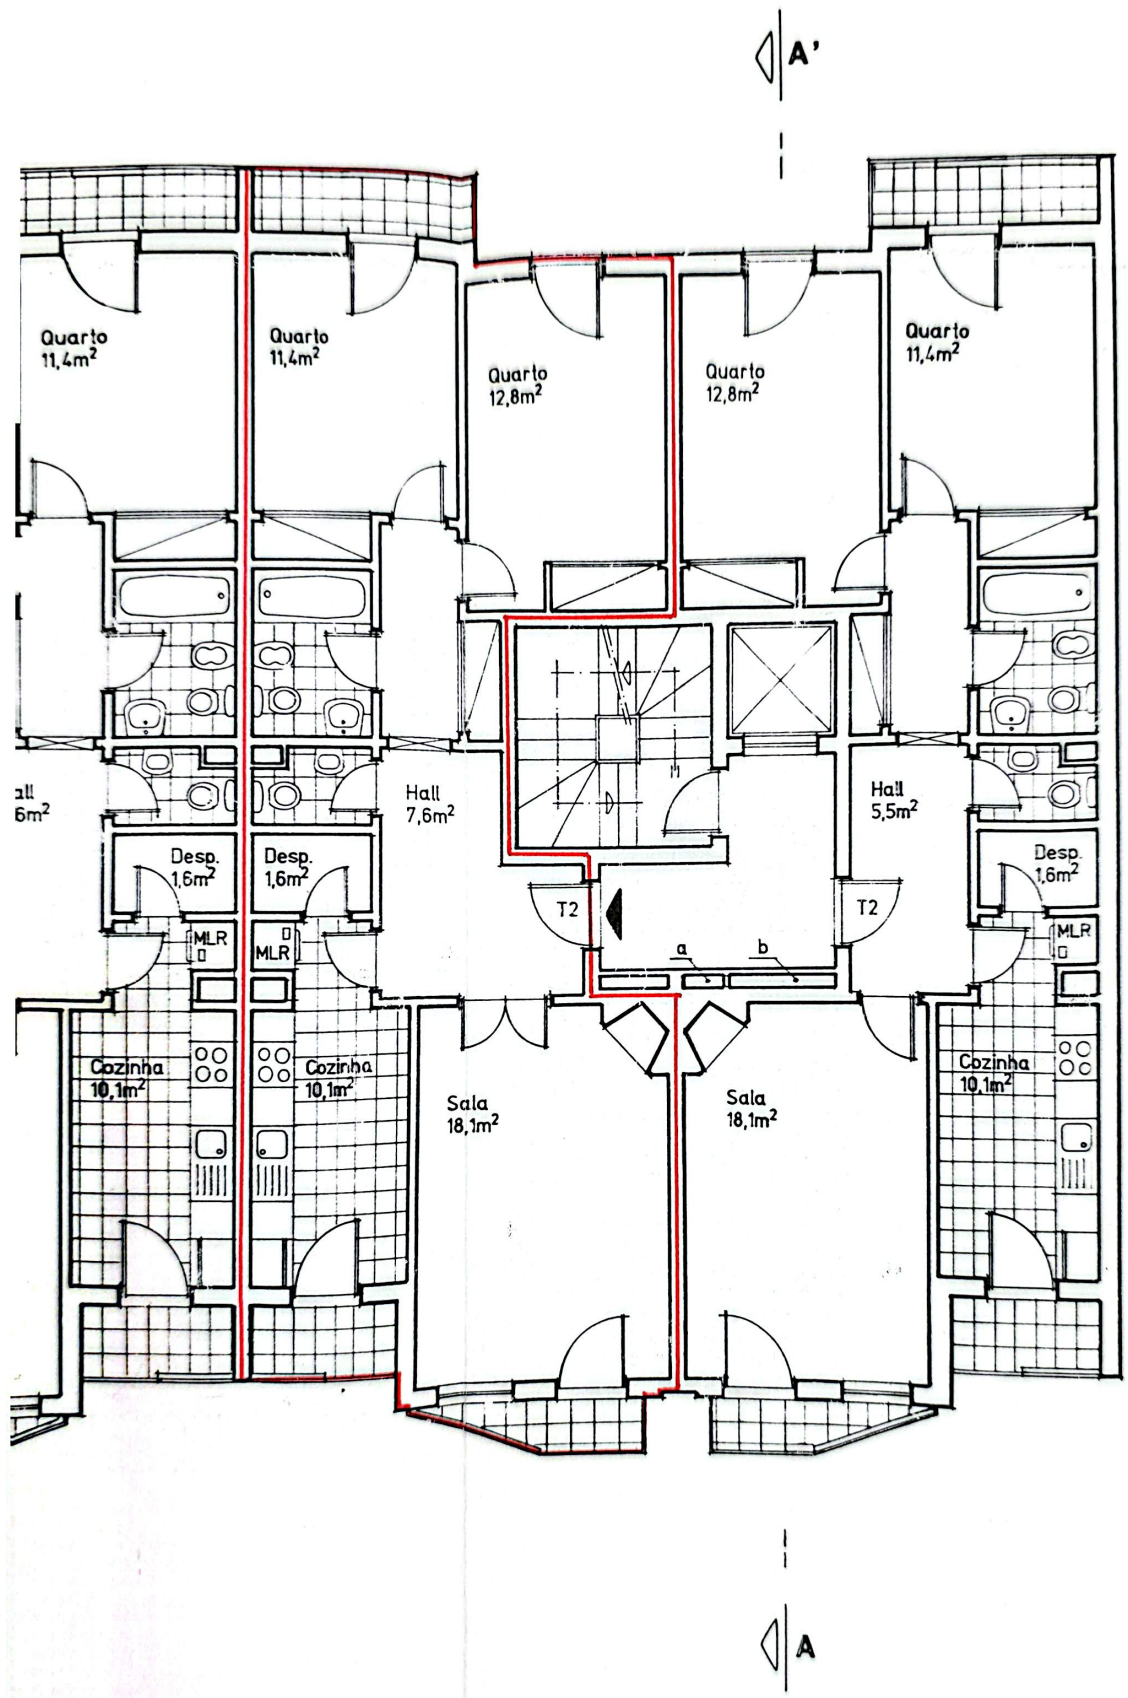 A'
Quarto
11,4m²
Quarto
11,4m²
Quarto
12,8m²
Quarto
12,8m²
Quarto
11,4m²
all
6m²
Hall
7,6m²
Hall
5,5m²
Desp.
1,6m²
Desp.
1,6m²
Desp.
1,6m²
T2
T2
MLR
MLR
MLR
a
b
Cozinha
10,1m²
Cozinha
10,1m²
Sala
18,1m²
Sala
18,1m²
Cozinha
10,1m²
A